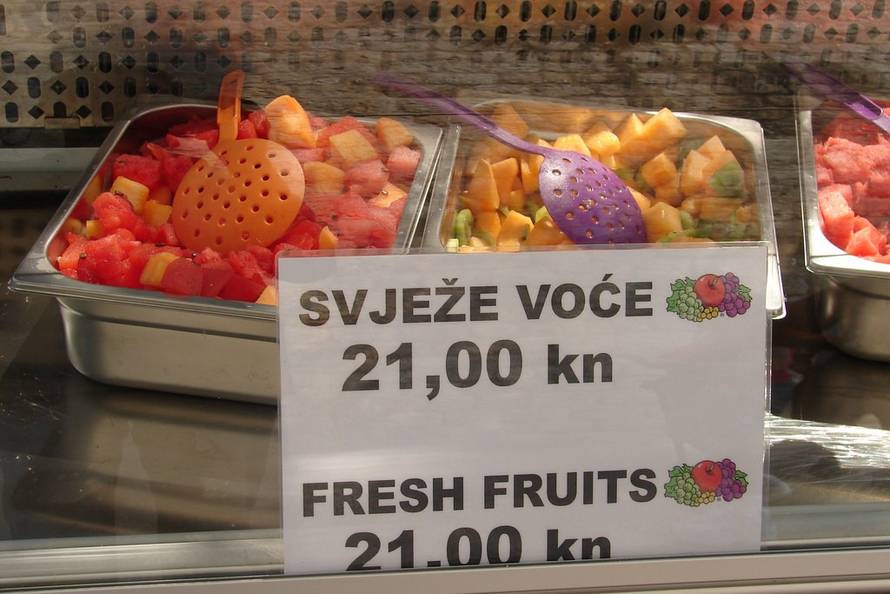 SVJEŽE VOĆE
21,00 kn
FRESH FRUITS
21,00 kn